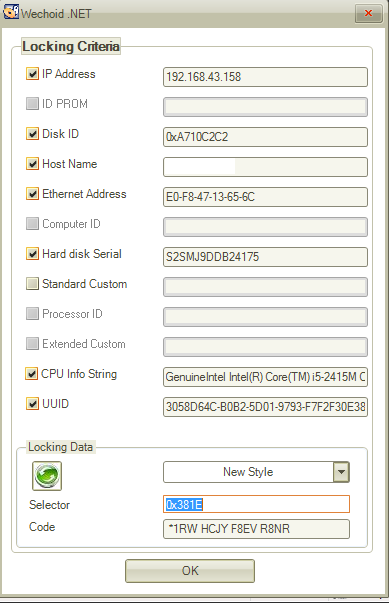 Wechoid .NET
Locking Criteria
IP Address 192.168.43.158
ID PROM
Disk ID 0xA710C2C2
Host Name
Ethernet Address E0-F8-47-13-65-6C
Computer ID
Hard disk Serial S2SMJ9DDB24175
Standard Custom
Processor ID
Extended Custom
CPU Info String GenuineIntel Intel(R) Core(TM) i5-2415M C
UUID 3058D64C-B0B2-5D01-9793-F7F2F30E38
Locking Data
New Style
Selector 0x381E
Code *1RW HCJY F8EV R8NR
OK